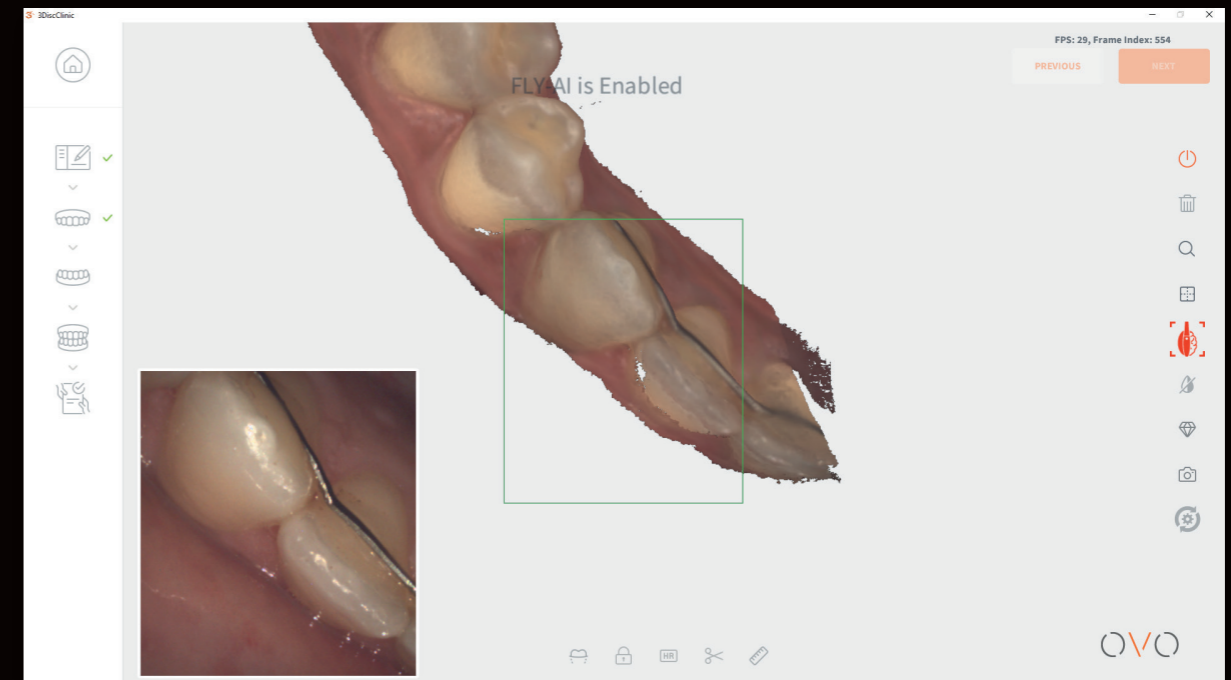 3DiscClinic
FPS: 29, Frame Index: 554
PREVIOUS
NEXT
FLY-AI is Enabled
HR
OVO